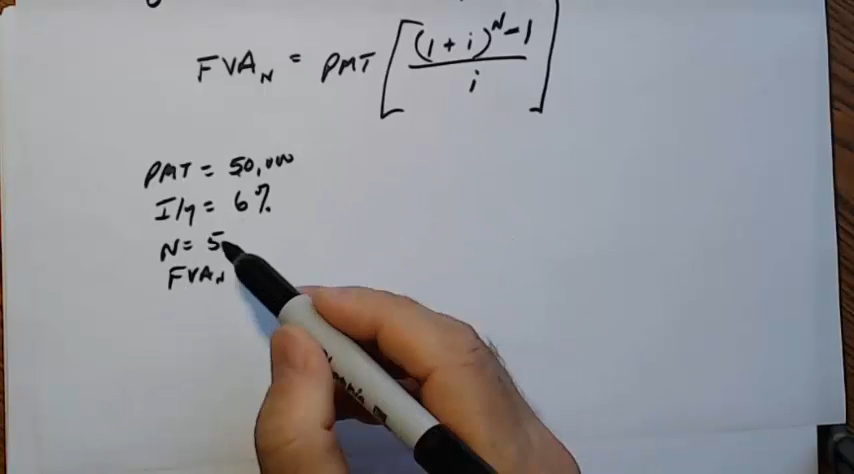 FVA_N = PMT [ (1 + i)^N - 1 / i ]
PMT = 50,000
I/y = 6%
N = 5
FVA_N